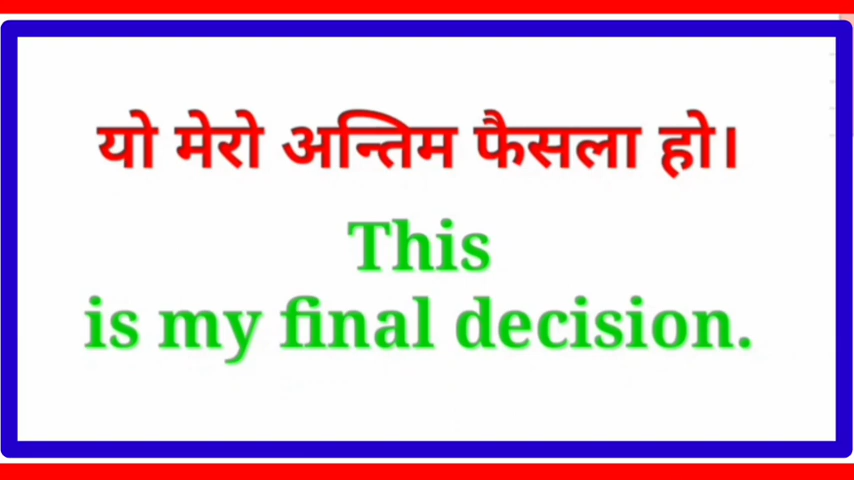 यो मेरो अन्तिम फैसला हो।
This
is my final decision.